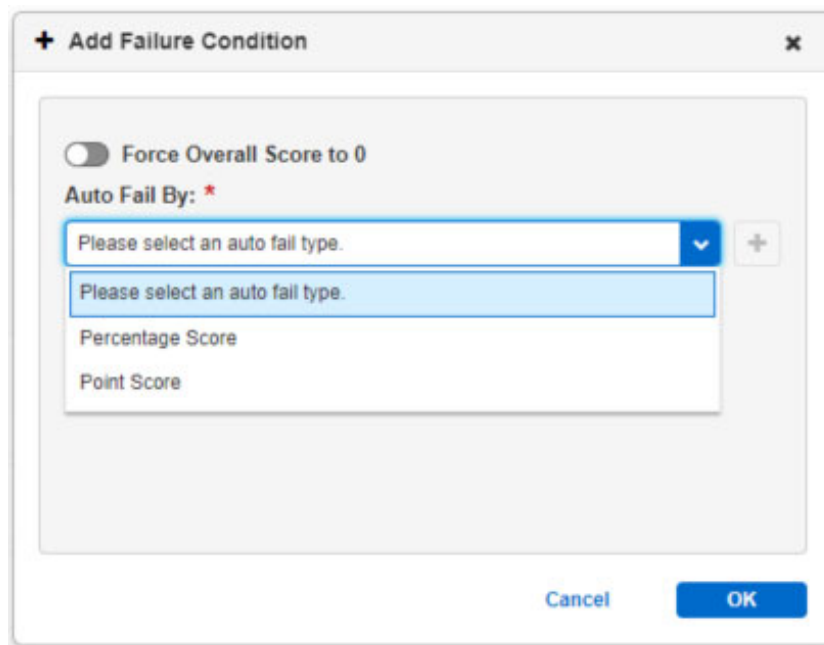 Add Failure Condition
Force Overall Score to 0
Auto Fail By: *
Please select an auto fail type.
Please select an auto fail type.
Percentage Score
Point Score
Cancel OK